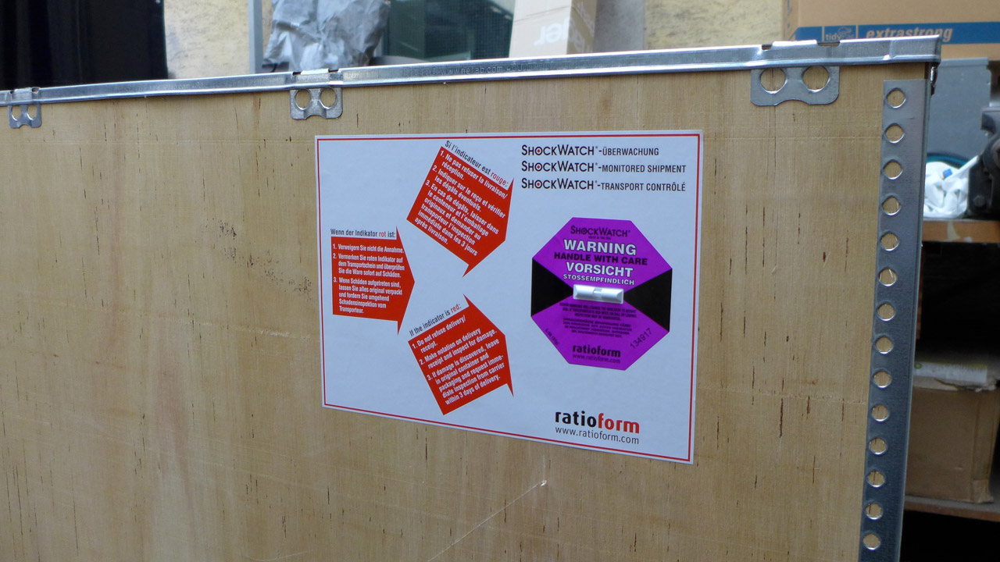 tidy
extrastrong
SHOCKWATCH®-ÜBERWACHUNG
SHOCKWATCH®-MONITORED SHIPMENT
SHOCKWATCH®-TRANSPORT CONTRÔLÉ
Si l'indicateur est rouge:
1. Ne pas refuser la livraison/
réception.
2. Indiquer sur le reçu et vérifier
les dégâts éventuels.
3. En cas de dégâts, laisser dans
le conteneur et l'emballage
originaux et demander au
transporteur l'inspection
immédiate dans les 3 jours
après livraison.
Wenn der Indikator rot ist:
1. Verweigern Sie nicht die Annahme.
2. Vermerken Sie roten Indikator auf
dem Transportschein und überprüfen
Sie die Ware sofort auf Schäden.
3. Wenn Schäden aufgetreten sind,
lassen Sie alles original verpackt
und fordern Sie umgehend
Schadensinspektion vom
Transporteur.
If the indicator is red:
1. Do not refuse delivery/
receipt.
2. Make notation on delivery
receipt and inspect for damage.
3. If damage is discovered, leave
in original container and
packaging and request imme-
diate inspection from carrier
within 3 days of delivery.
SHOCKWATCH®
WARNING
HANDLE WITH CARE
VORSICHT
STOSSEMPFINDLICH
134917
ratioform
www.ratioform.com
ratioform
www.ratioform.com